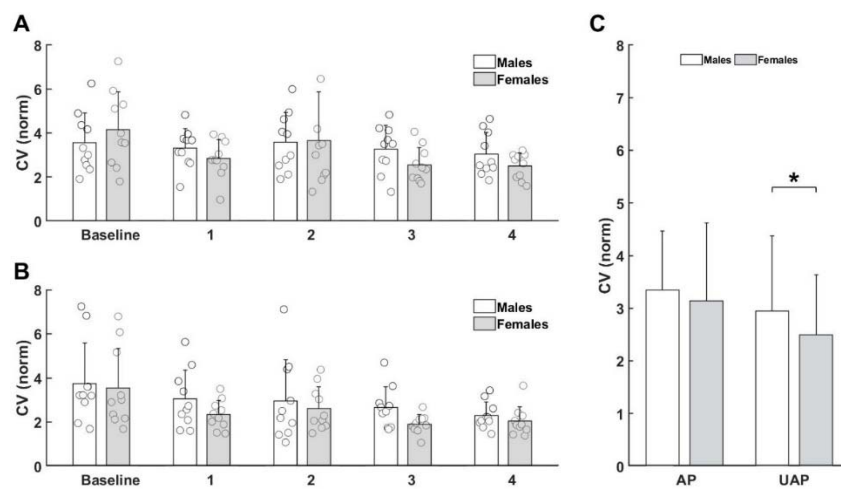 A
8
6
4
2
0
CV (norm)
Males
Females
Baseline 1 2 3 4
B
8
6
4
2
0
CV (norm)
Males
Females
Baseline 1 2 3 4
C
8
7
6
5
4
3
2
1
0
CV (norm)
Males Females
*
AP UAP